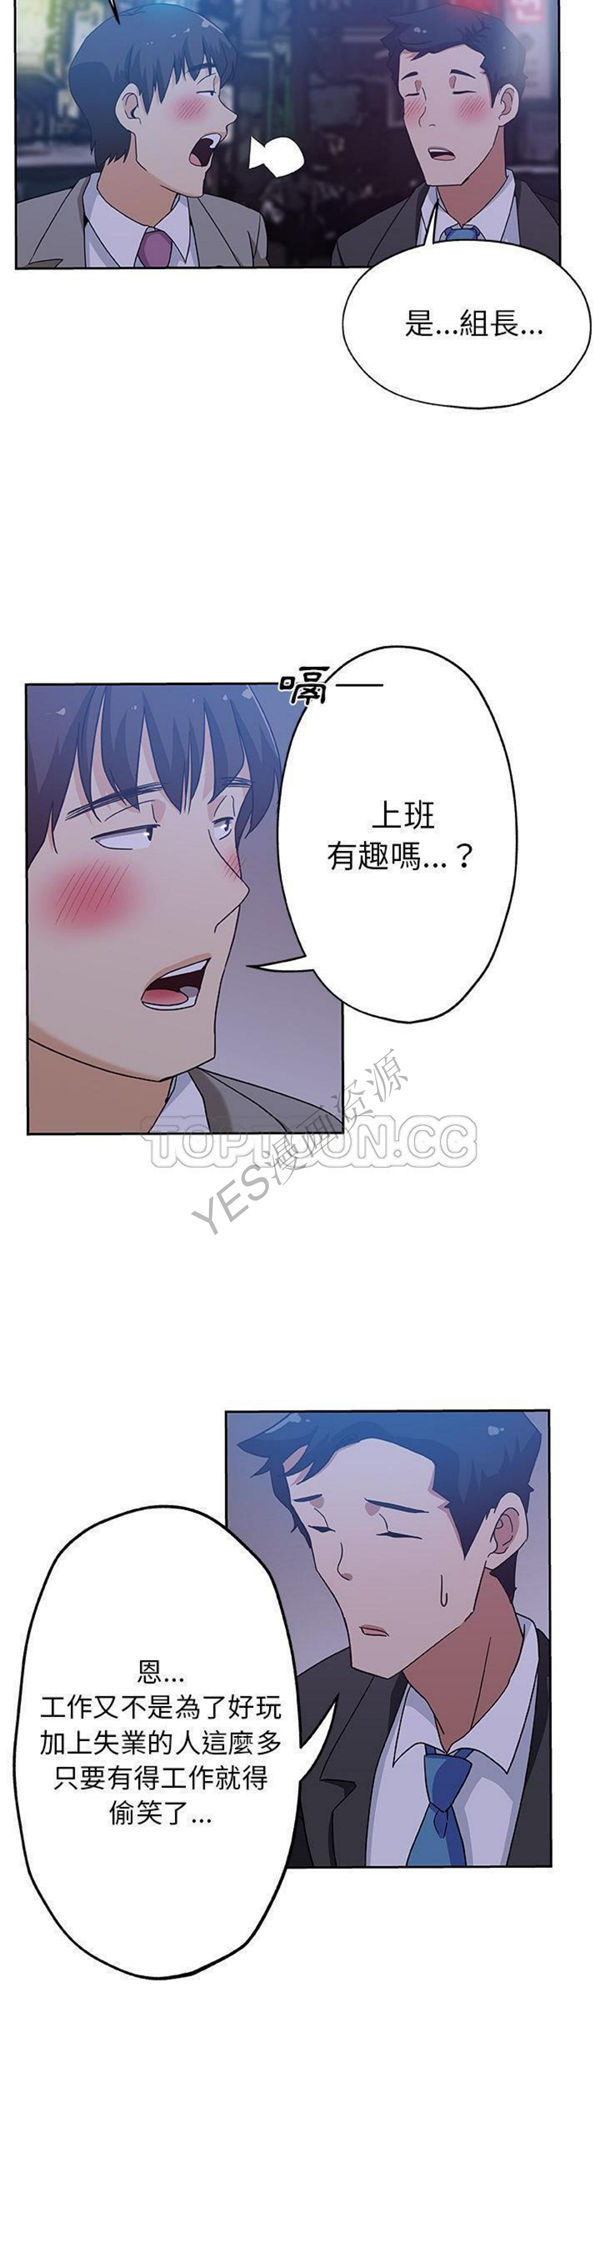 是...組長...
嗝
上班
有趣嗎...？
YES漫画资源
TOPTOON.CC
恩...
工作又不是為了好玩
加上失業的人這麼多
只要有得工作就得
偷笑了...